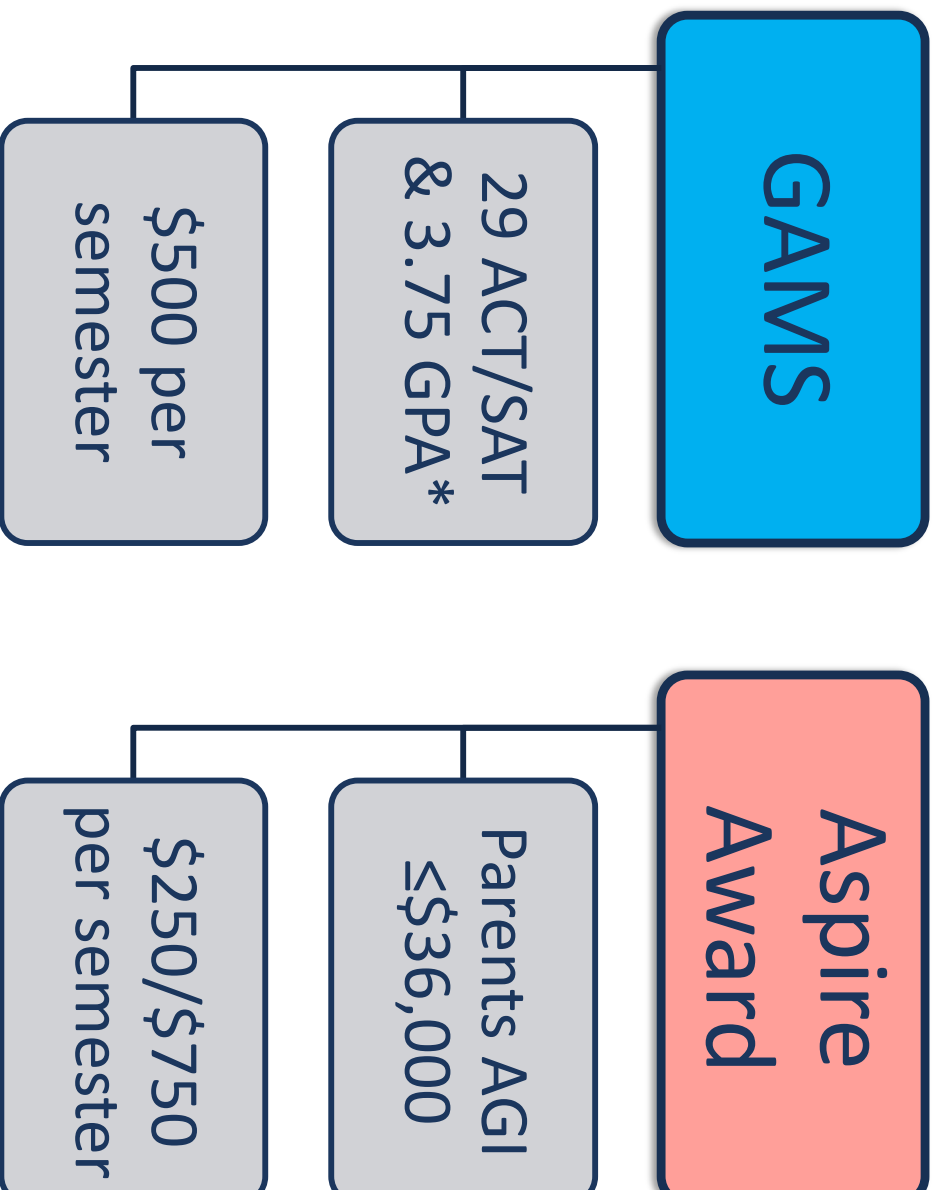 GAMS
29 ACT/SAT
& 3.75 GPA*
$500 per
semester
Aspire
Award
Parents AGI
≤$36,000
$250/$750
per semester